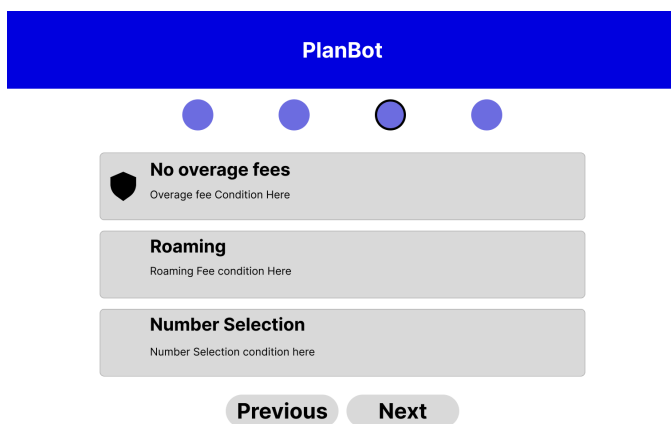 PlanBot
No overage fees
Overage fee Condition Here
Roaming
Roaming Fee condition Here
Number Selection
Number Selection condition here
Previous Next